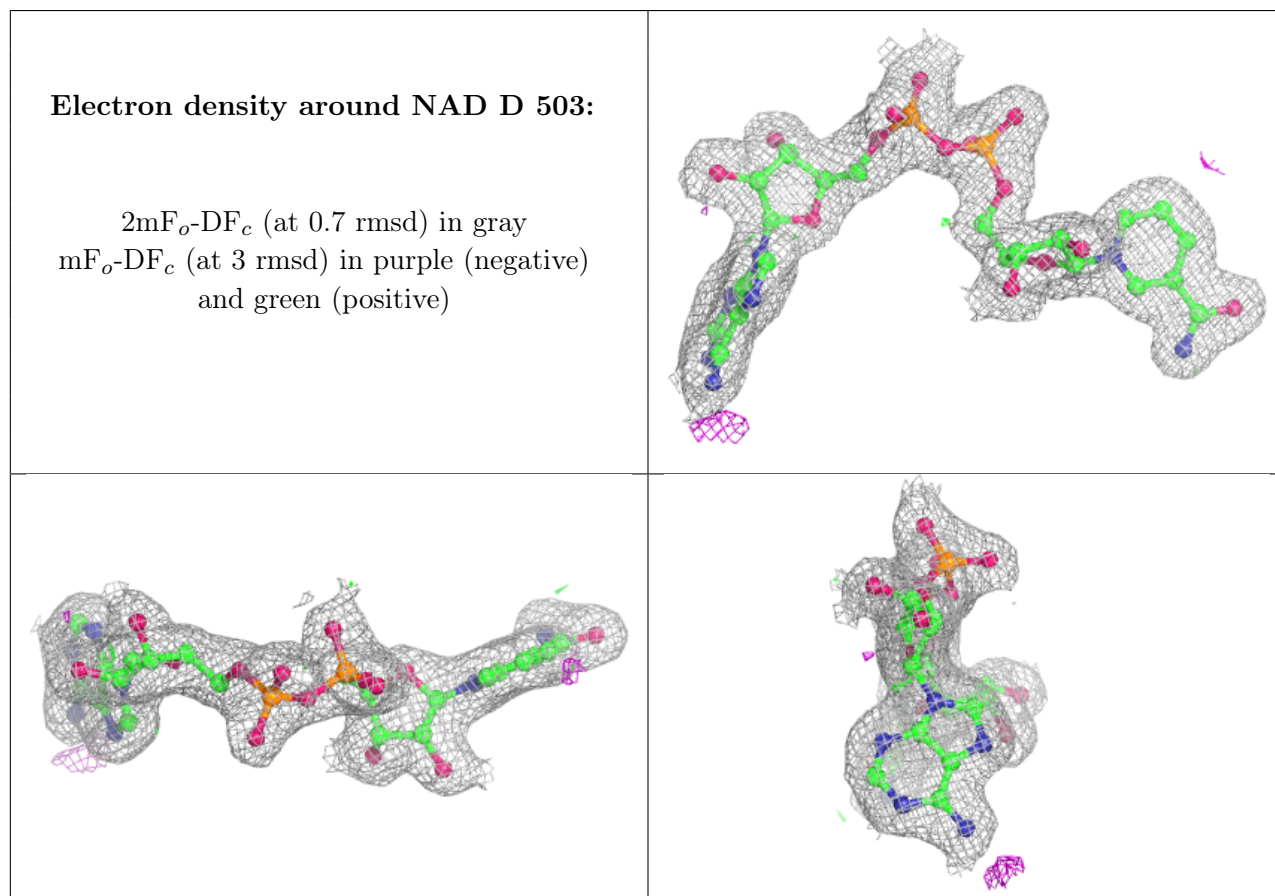 Electron density around NAD D 503:
2mFo-DFc (at 0.7 rmsd) in gray
mFo-DFc (at 3 rmsd) in purple (negative)
and green (positive)